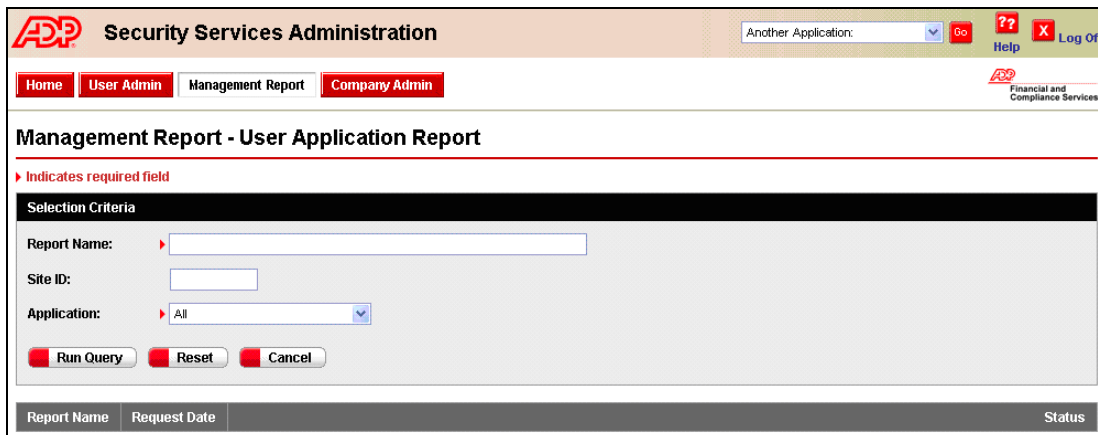 ADP Security Services Administration Another Application: Go ?? Help X Log Of
Home User Admin Management Report Company Admin ADP Financial and
Compliance Services
Management Report - User Application Report
Indicates required field
Selection Criteria
Report Name:
Site ID:
Application: All
Run Query Reset Cancel
Report Name Request Date Status